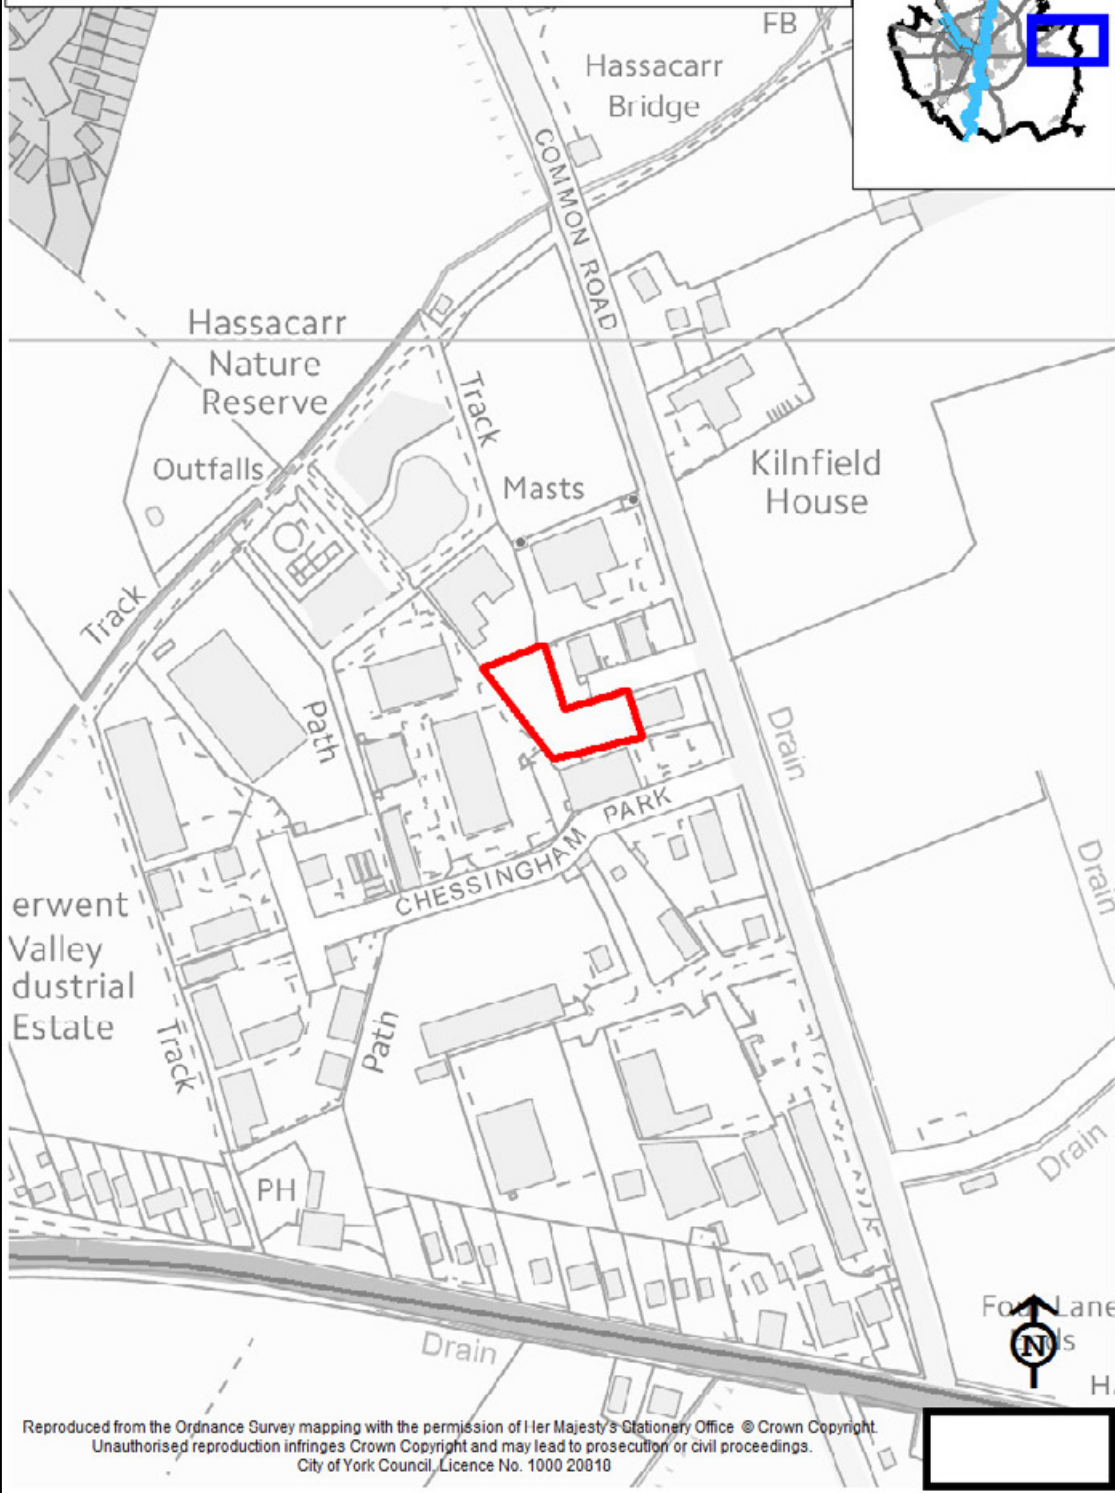 FB
Hassacarr
Bridge
COMMON ROAD
Hassacarr
Nature
Reserve
Track
Outfalls
Masts
Kilnfield
House
Track
Path
Drain
CHESSINGHAM PARK
Drain
erwent
Valley
dustrial
Estate
Track
Path
Drain
PH
Drain
Four Lane
N
H
Reproduced from the Ordnance Survey mapping with the permission of Her Majesty's Stationery Office © Crown Copyright.
Unauthorised reproduction infringes Crown Copyright and may lead to prosecution or civil proceedings.
City of York Council. Licence No. 1000 20818